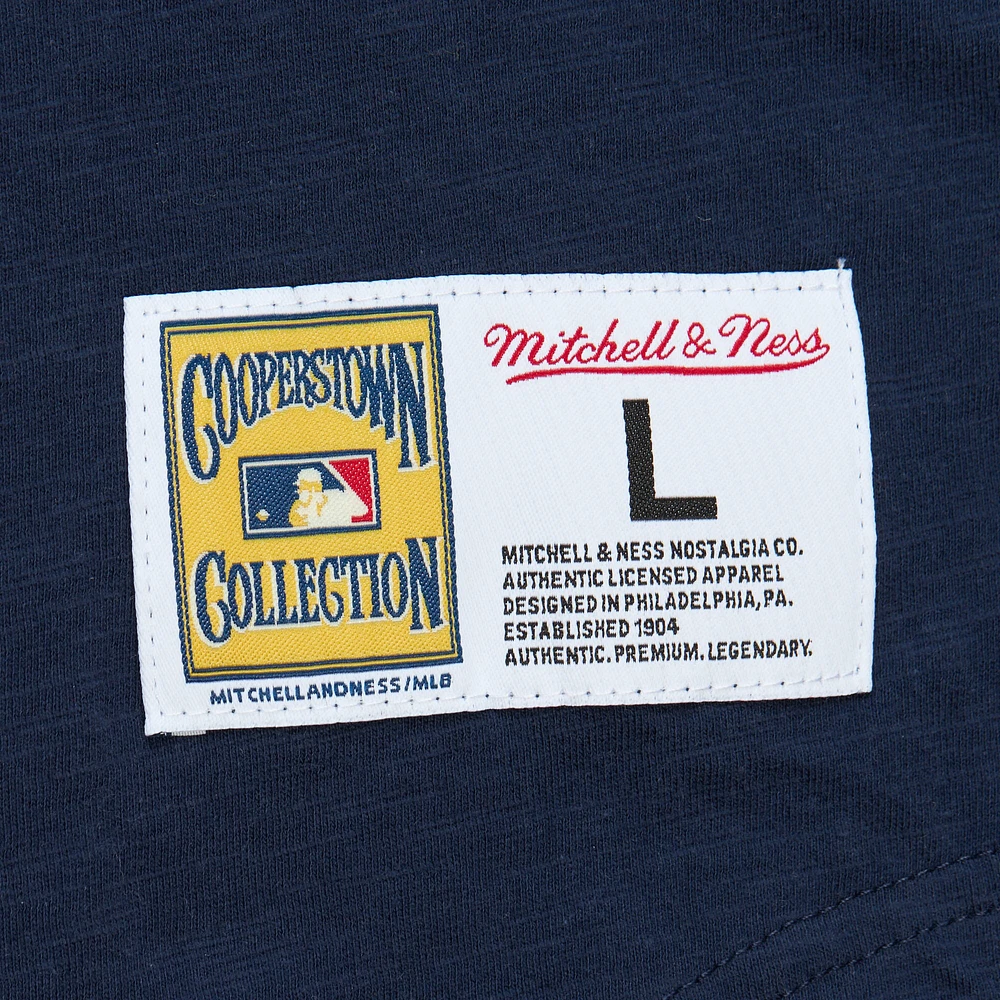 COOPERSTOWN
COLLECTION
MITCHELLANDNESS/MLB
Mitchell & Ness
L
MITCHELL & NESS NOSTALGIA CO.
AUTHENTIC LICENSED APPAREL
DESIGNED IN PHILADELPHIA, PA.
ESTABLISHED 1904
AUTHENTIC. PREMIUM. LEGENDARY.